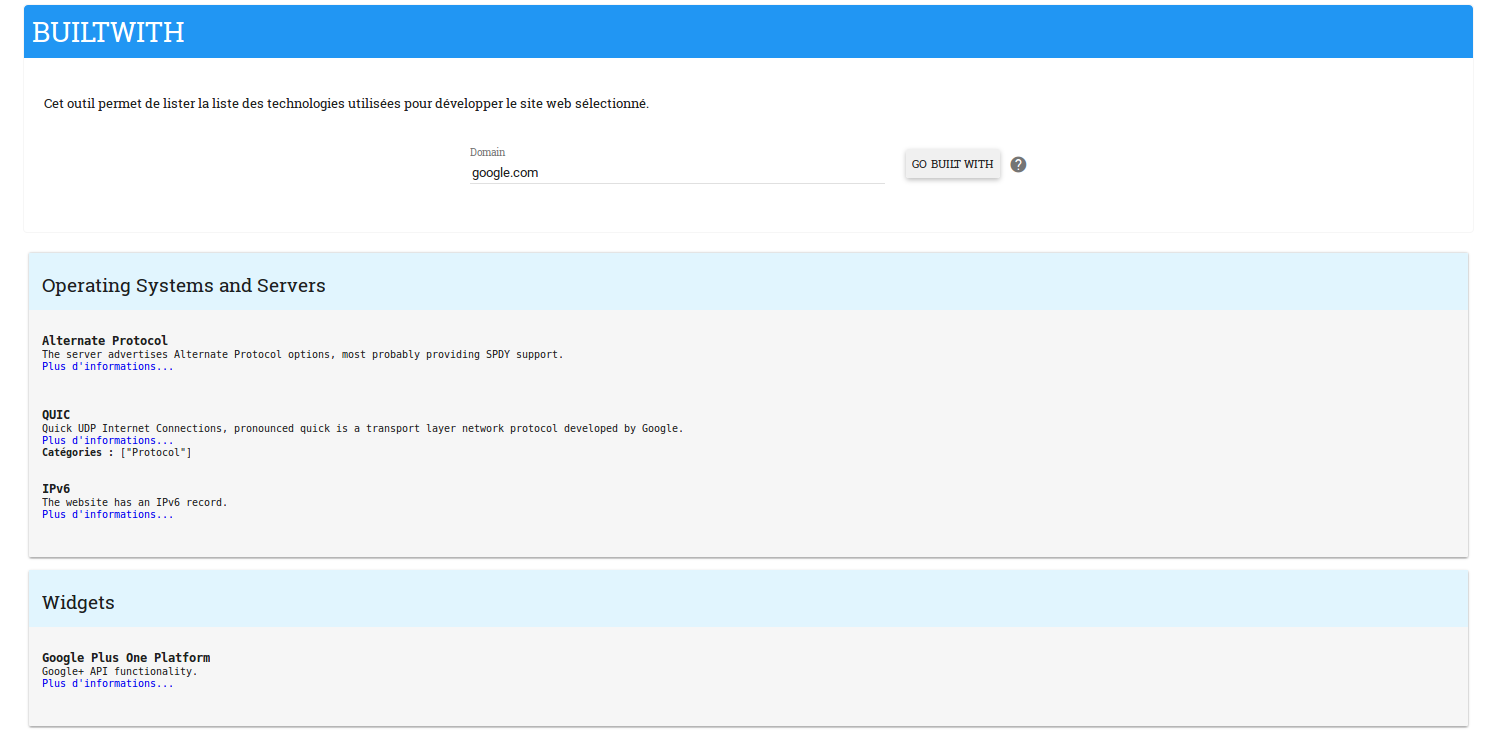 BUILTWITH
Cet outil permet de lister la liste des technologies utilisées pour développer le site web sélectionné.
Domain
google.com
GO BUILT WITH
?
Operating Systems and Servers
Alternate Protocol
The server advertises Alternate Protocol options, most probably providing SPDY support.
Plus d'informations...
QUIC
Quick UDP Internet Connections, pronounced quick is a transport layer network protocol developed by Google.
Plus d'informations...
Catégories : ["Protocol"]
IPv6
The website has an IPv6 record.
Plus d'informations...
Widgets
Google Plus One Platform
Google+ API functionality.
Plus d'informations...